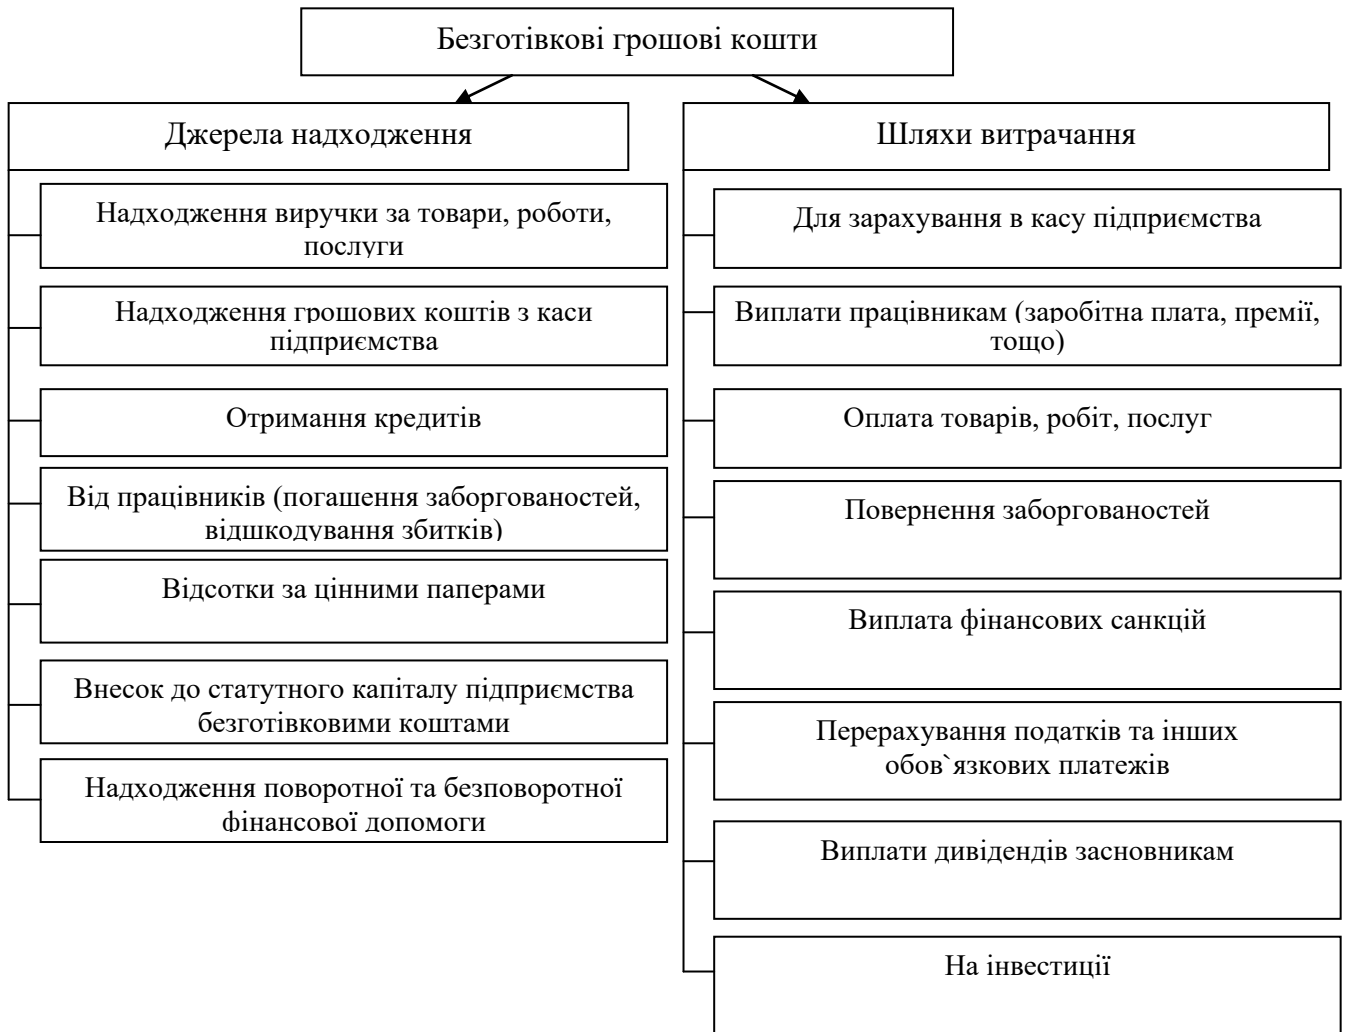 Безготівкові грошові кошти
Джерела надходження
Надходження виручки за товари, роботи,
послуги
Надходження грошових коштів з каси
підприємства
Отримання кредитів
Від працівників (погашення заборгованостей,
відшкодування збитків)
Відсотки за цінними паперами
Внесок до статутного капіталу підприємства
безготівковими коштами
Надходження поворотної та безповоротної
фінансової допомоги
Шляхи витрачання
Для зарахування в касу підприємства
Виплати працівникам (заробітна плата, премії,
тощо)
Оплата товарів, робіт, послуг
Повернення заборгованостей
Виплата фінансових санкцій
Перерахування податків та інших
обов`язкових платежів
Виплати дивідендів засновникам
На інвестиції